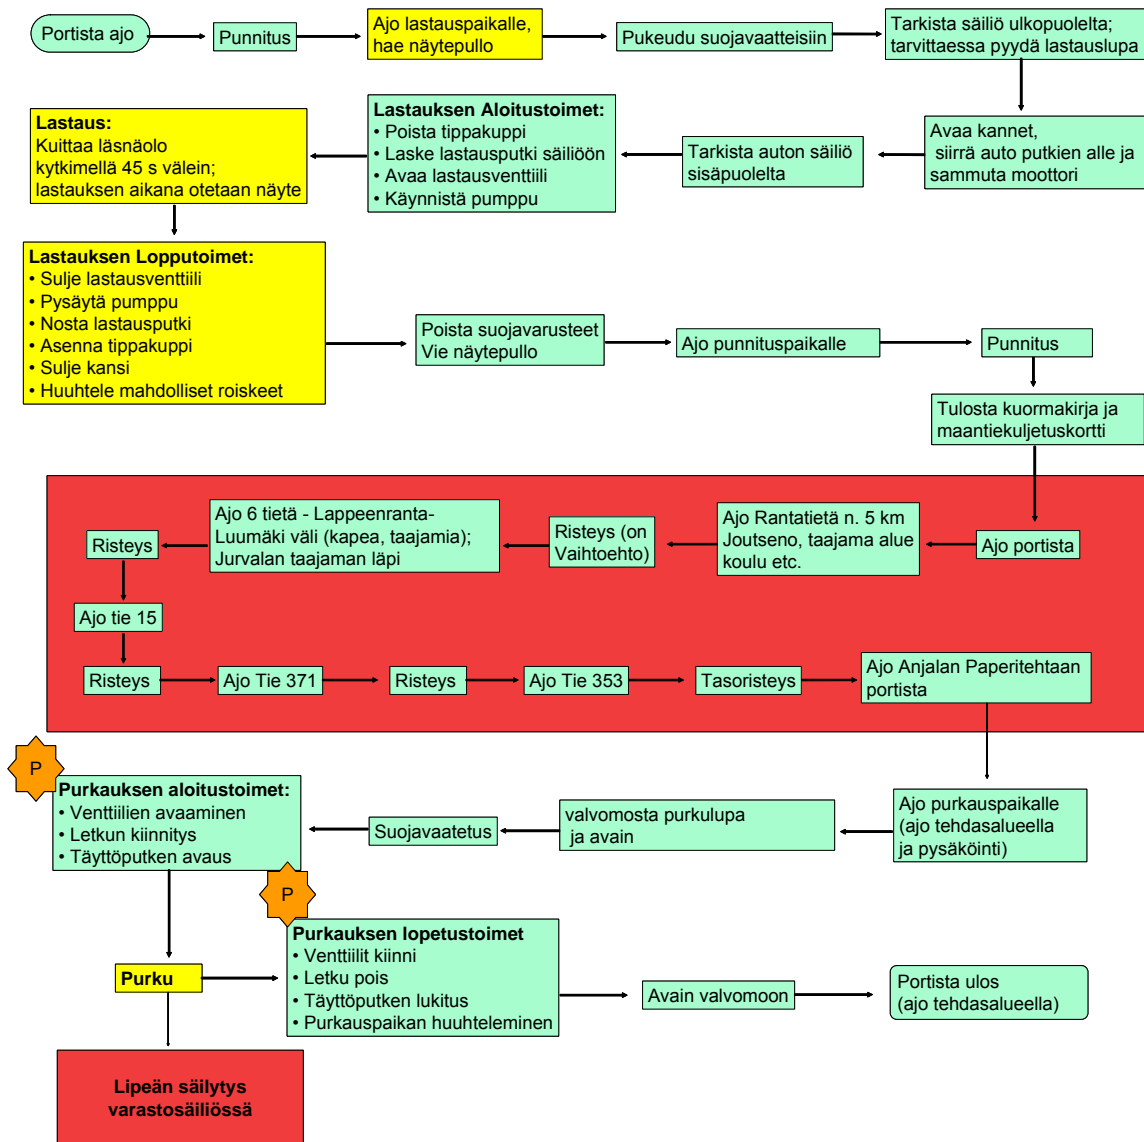 Portista ajo
Punnitus
Ajo lastauspaikalle,
hae näytepullo
Pukeudu suojavaatteisiin
Tarkista säiliö ulkopuolelta;
tarvittaessa pyydä lastauslupa
Avaa kannet,
siirrä auto putkien alle ja
sammuta moottori
Tarkista auton säiliö
sisäpuolelta
Lastauksen Aloitustoimet:
• Poista tippakuppi
• Laske lastausputki säiliöön
• Avaa lastausventtiili
• Käynnistä pumppu
Lastaus:
Kuittaa läsnäolo
kytkimellä 45 s välein;
lastauksen aikana otetaan näyte
Lastauksen Lopputoimet:
• Sulje lastausventtiili
• Pysäytä pumppu
• Nosta lastausputki
• Asenna tippakuppi
• Sulje kansi
• Huuhtele mahdolliset roiskeet
Poista suojavarusteet
Vie näytepullo
Ajo punnituspaikalle
Punnitus
Tulosta kuormakirja ja
maantiekuljetuskortti
Ajo portista
Ajo Rantatietä n. 5 km
Joutseno, taajama alue
koulu etc.
Risteys (on
Vaihtoehto)
Ajo 6 tietä - Lappeenranta-
Luumäki väli (kapea, taajamia);
Jurvalan taajaman läpi
Risteys
Ajo tie 15
Risteys
Ajo Tie 371
Risteys
Ajo Tie 353
Tasoristeys
Ajo Anjalan Paperitehtaan
portista
Ajo purkauspaikalle
(ajo tehdasalueella
ja pysäköinti)
valvomosta purkulupa
ja avain
Suojavaatetus
P
Purkauksen aloitustoimet:
• Venttiilien avaaminen
• Letkun kiinnitys
• Täyttöputken avaus
Purku
P
Purkauksen lopetustoimet
• Venttiilit kiinni
• Letku pois
• Täyttöputken lukitus
• Purkauspaikan huuhteleminen
Avain valvomoon
Portista ulos
(ajo tehdasalueella)
Lipeän säilytys
varastosäiliössä